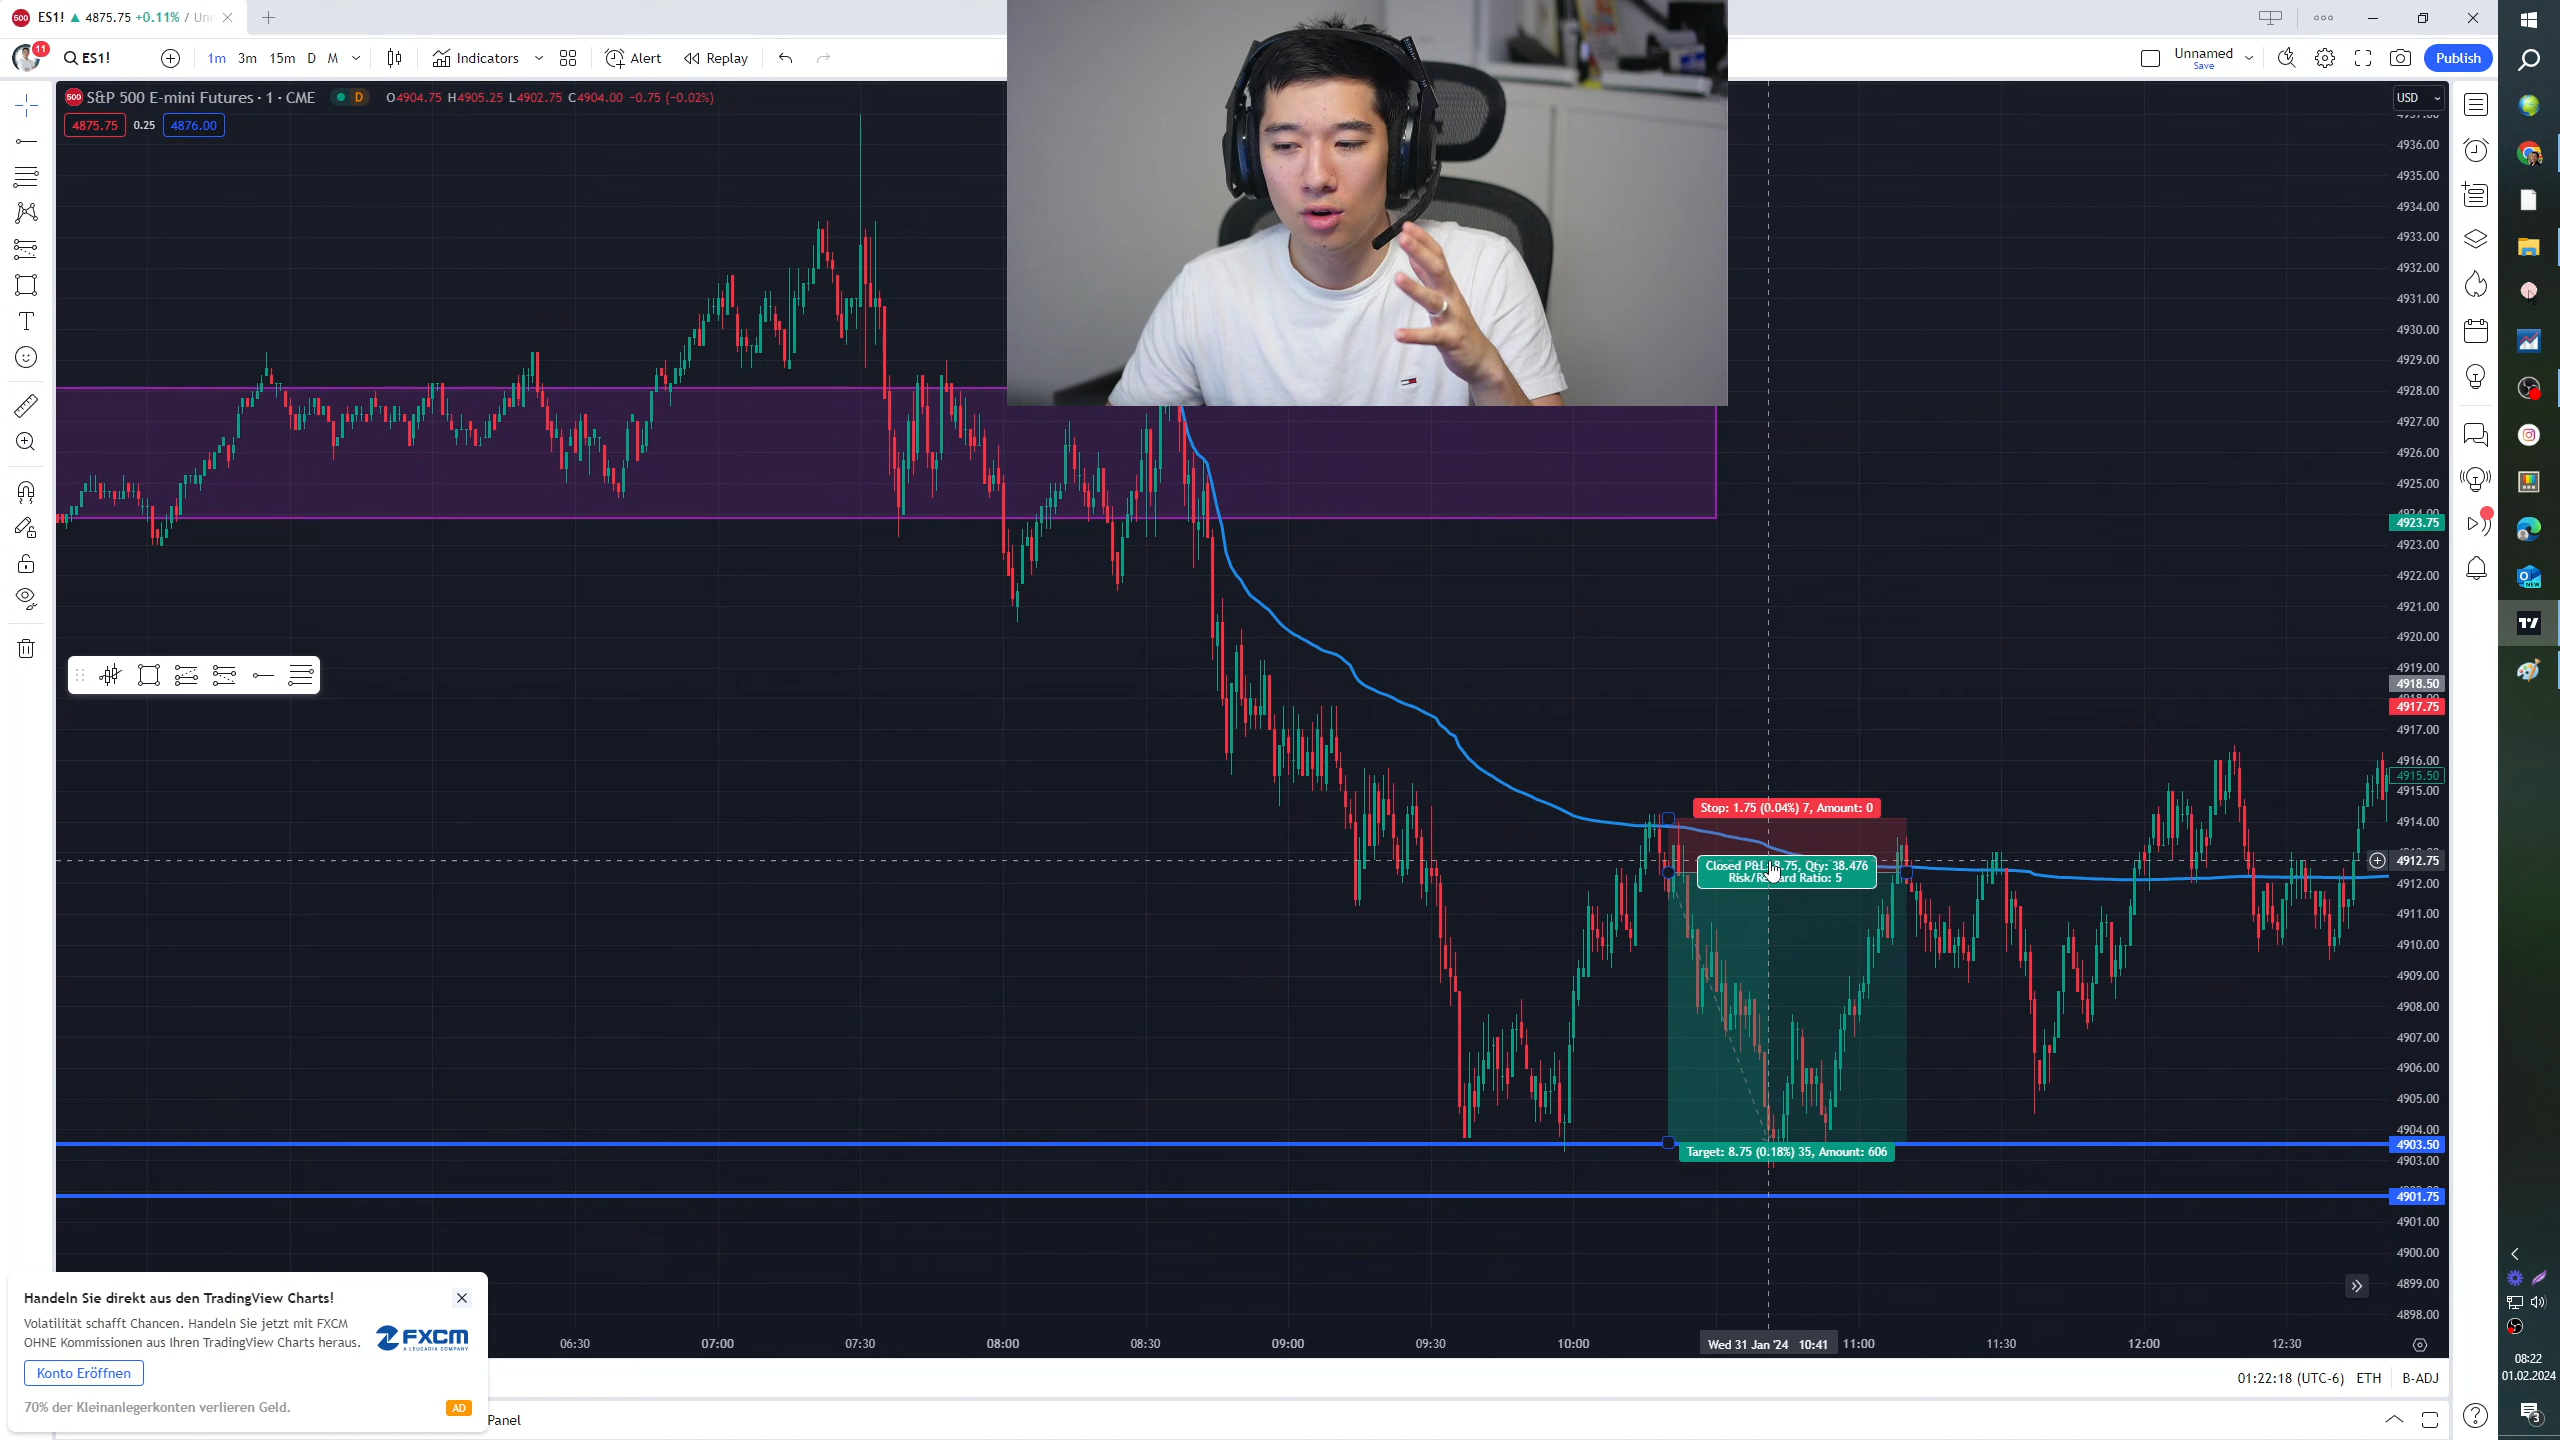 ES1! ▲ 4875.75 +0.11% / Un
11
ES1!
1m 3m 15m D M
Indicators
Alert
Replay
Unnamed
Save
Publish
500 S&P 500 E-mini Futures · 1 · CME
D
O4904.75 H4905.25 L4902.75 C4904.00 -0.75 (-0.02%)
4875.75 0.25 4876.00
USD
4936.00
4935.00
4934.00
4933.00
4932.00
4931.00
4930.00
4929.00
4928.00
4927.00
4926.00
4925.00
4923.75
4923.00
4922.00
4921.00
4920.00
4919.00
4918.50
4917.75
4917.00
4916.00
4915.50
4915.00
4914.00
4912.75
4912.00
4911.00
4910.00
4909.00
4908.00
4907.00
4906.00
4905.00
4904.00
4903.50
4903.00
4901.75
4901.00
4900.00
4899.00
4898.00
Stop: 1.75 (0.04%) 7, Amount: 0
Closed P&L: 8.75, Qty: 38.476
Risk/Reward Ratio: 5
Target: 8.75 (0.18%) 35, Amount: 606
06:30 07:00 07:30 08:00 08:30 09:00 09:30 10:00 Wed 31 Jan '24 10:41 11:00 11:30 12:00 12:30
Handeln Sie direkt aus den TradingView Charts!
Volatilität schafft Chancen. Handeln Sie jetzt mit FXCM
OHNE Kommissionen aus Ihren TradingView Charts heraus.
FXCM
A LEUCADIA COMPANY
Konto Eröffnen
70% der Kleinanlegerkonten verlieren Geld.
AD
01:22:18 (UTC-6) ETH B-ADJ
Panel
08:22
01.02.2024
3